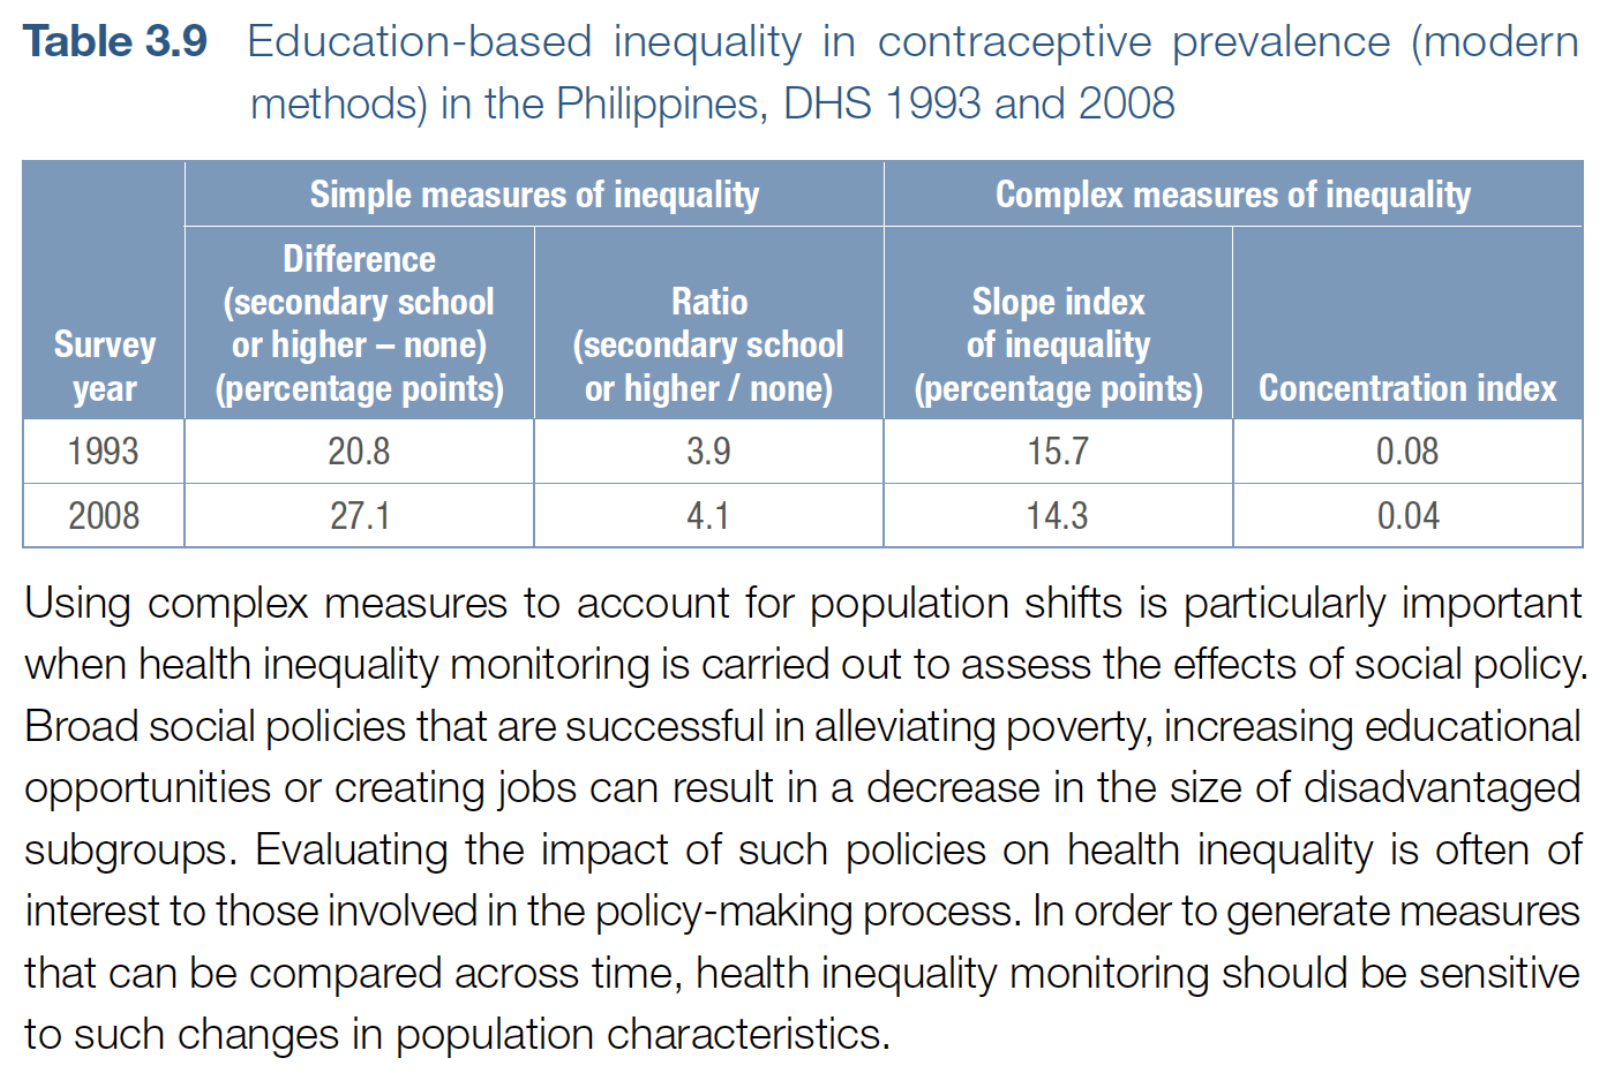 Table 3.9 Education-based inequality in contraceptive prevalence (modern
methods) in the Philippines, DHS 1993 and 2008
Simple measures of inequality Complex measures of inequality
Survey
year
Difference
(secondary school
or higher – none)
(percentage points)
Ratio
(secondary school
or higher / none)
Slope index
of inequality
(percentage points)
Concentration index
1993 20.8 3.9 15.7 0.08
2008 27.1 4.1 14.3 0.04
Using complex measures to account for population shifts is particularly important
when health inequality monitoring is carried out to assess the effects of social policy.
Broad social policies that are successful in alleviating poverty, increasing educational
opportunities or creating jobs can result in a decrease in the size of disadvantaged
subgroups. Evaluating the impact of such policies on health inequality is often of
interest to those involved in the policy-making process. In order to generate measures
that can be compared across time, health inequality monitoring should be sensitive
to such changes in population characteristics.